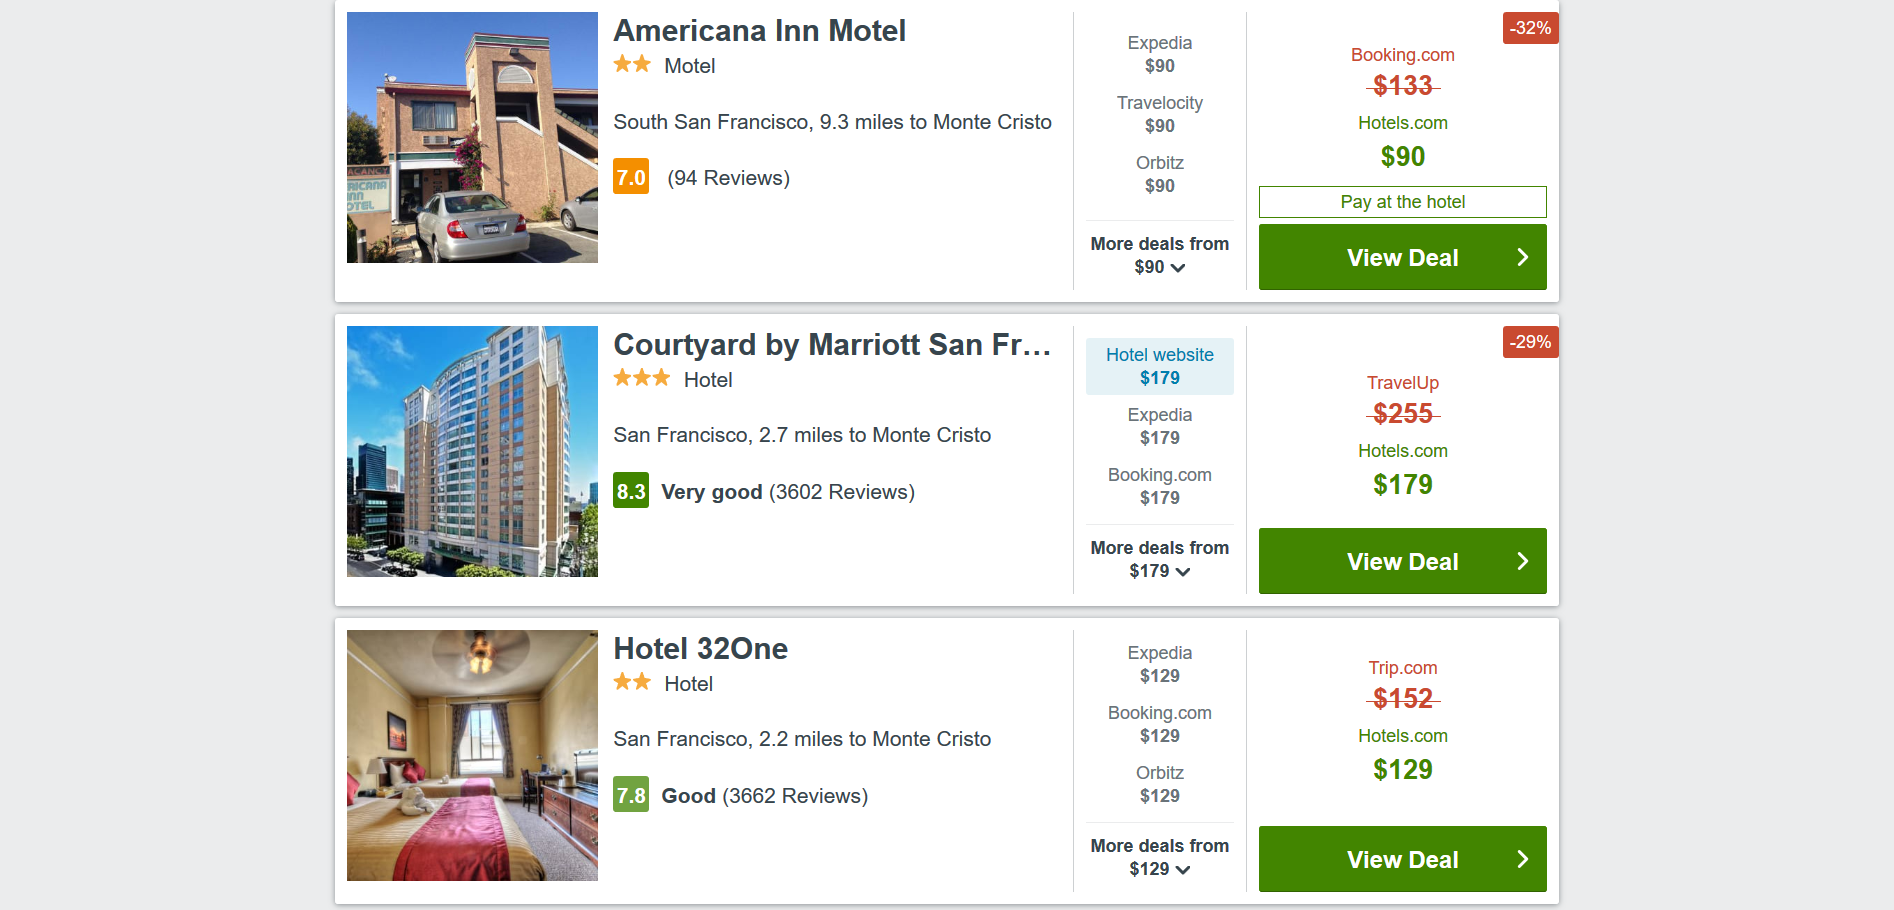 Americana Inn Motel
Motel
South San Francisco, 9.3 miles to Monte Cristo
7.0 (94 Reviews)
Expedia
$90
Travelocity
$90
Orbitz
$90
More deals from
$90
-32%
Booking.com
$133
Hotels.com
$90
Pay at the hotel
View Deal
Courtyard by Marriott San Fr...
Hotel
San Francisco, 2.7 miles to Monte Cristo
8.3 Very good (3602 Reviews)
Hotel website
$179
Expedia
$179
Booking.com
$179
More deals from
$179
-29%
TravelUp
$255
Hotels.com
$179
View Deal
Hotel 32One
Hotel
San Francisco, 2.2 miles to Monte Cristo
7.8 Good (3662 Reviews)
Expedia
$129
Booking.com
$129
Orbitz
$129
More deals from
$129
Trip.com
$152
Hotels.com
$129
View Deal